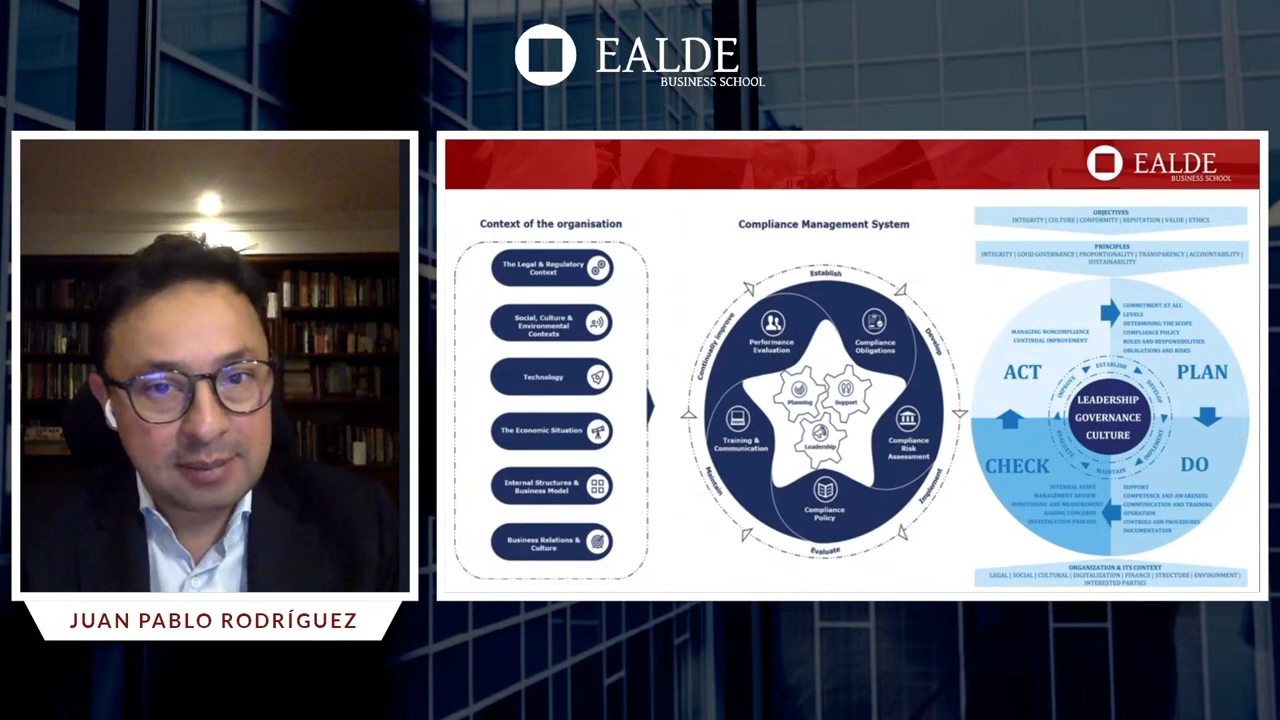 EALDE
BUSINESS SCHOOL
JUAN PABLO RODRÍGUEZ
EALDE
BUSINESS SCHOOL
Context of the organisation
The Legal & Regulatory
Context
Social, Culture &
Environmental
Contexts
Technology
The Economic Situation
Internal Structures &
Business Model
Business Relations &
Culture
Compliance Management System
Establish
Develop
Implement
Evaluate
Maintain
Continually improve
Performance
Evaluation
Compliance
Obligations
Training &
Communication
Compliance
Risk
Assessment
Compliance
Policy
Planning
Support
Leadership
OBJECTIVES
INTEGRITY | CULTURE | CONFORMITY | REPUTATION | VALUE | ETHICS
PRINCIPLES
INTEGRITY | GOOD GOVERNANCE | PROPORTIONALITY | TRANSPARENCY | ACCOUNTABILITY |
SUSTAINABILITY
MANAGING NONCOMPLIANCE
CONTINUAL IMPROVEMENT
COMMITMENT AT ALL
LEVELS
DETERMINING THE SCOPE
COMPLIANCE POLICY
ROLES AND RESPONSIBILITIES
OBLIGATIONS AND RISKS
ACT
PLAN
ESTABLISH
DEVELOP
IMPLEMENT
MAINTAIN
EVALUATE
IMPROVE
LEADERSHIP
GOVERNANCE
CULTURE
CHECK
DO
INTERNAL AUDIT
MANAGEMENT REVIEW
MONITORING AND MEASUREMENT
RAISING CONCERNS
INVESTIGATION PROCESS
SUPPORT
COMPETENCE AND AWARENESS
COMMUNICATION AND TRAINING
OPERATION
CONTROLS AND PROCEDURES
DOCUMENTATION
ORGANIZATION & ITS CONTEXT
LEGAL | SOCIAL | CULTURAL | DIGITALIZATION | FINANCE | STRUCTURE | ENVIRONMENT |
INTERESTED PARTIES